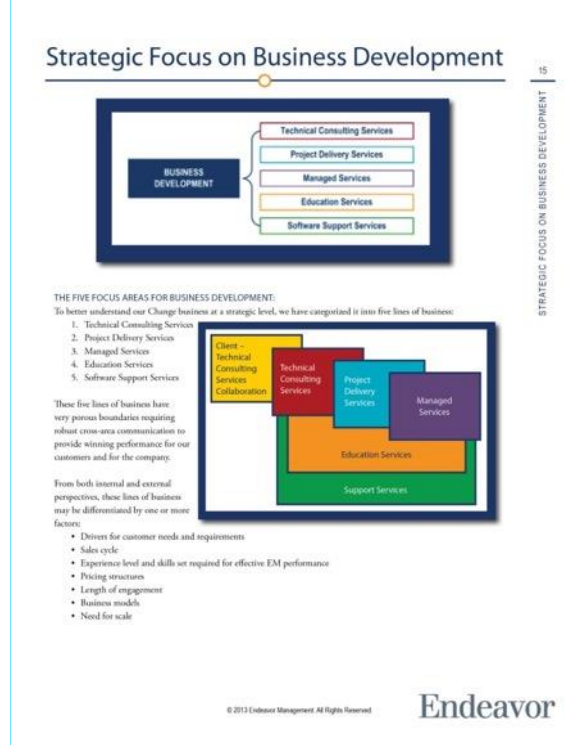 Strategic Focus on Business Development
15
STRATEGIC FOCUS ON BUSINESS DEVELOPMENT
BUSINESS
DEVELOPMENT
Technical Consulting Services
Project Delivery Services
Managed Services
Education Services
Software Support Services
THE FIVE FOCUS AREAS FOR BUSINESS DEVELOPMENT:
To better understand our Change business at a strategic level, we have categorized it into five lines of business:
1. Technical Consulting Services
2. Project Delivery Services
3. Managed Services
4. Education Services
5. Software Support Services
These five lines of business have
very porous boundaries requiring
robust cross-area communication to
provide winning performance for our
customers and for the company.
From both internal and external
perspectives, these lines of business
may be differentiated by one or more
factors:
• Drivers for customer needs and requirements
• Sales cycle
• Experience level and skills set required for effective EM performance
• Pricing structures
• Length of engagement
• Business models
• Need for scale
Client –
Technical
Consulting
Services
Collaboration
Technical
Consulting
Services
Project
Delivery
Services
Managed
Services
Education Services
Support Services
© 2013 Endeavor Management. All Rights Reserved.
Endeavor